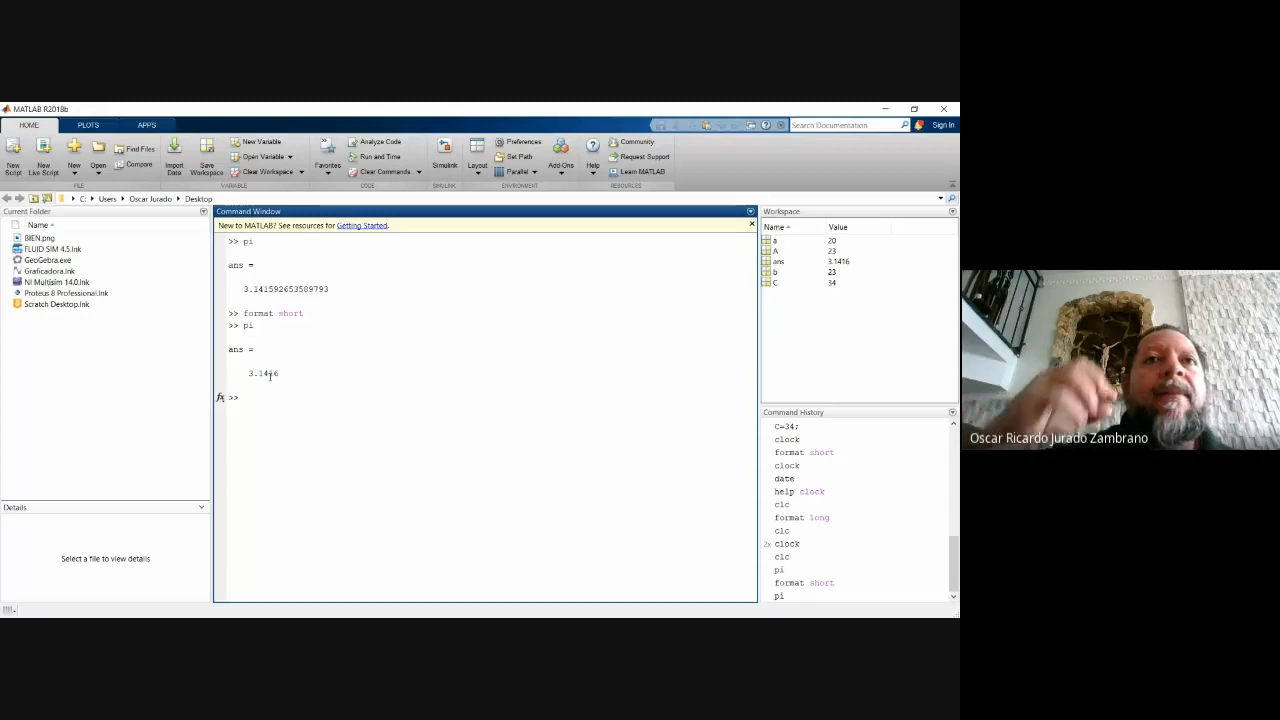 MATLAB R2018b
HOME PLOTS APPS
Search Documentation Sign In
New Script
New Live Script
New
Open
Find Files
Compare
Import Data
Save Workspace
New Variable
Open Variable
Clear Workspace
Favorites
Analyze Code
Run and Time
Clear Commands
Simulink
Layout
Preferences
Set Path
Parallel
Add-Ons
Help
Community
Request Support
Learn MATLAB
FILE VARIABLE CODE SIMULINK ENVIRONMENT RESOURCES
C: Users Oscar Jurado Desktop
Current Folder
Name
BIEN.png
FLUID SIM 4.5.lnk
GeoGebra.exe
Graficadora.lnk
NI Multisim 14.0.lnk
Proteus 8 Professional.lnk
Scratch Desktop.lnk
Details
Select a file to view details
Command Window
New to MATLAB? See resources for Getting Started.
>> pi
ans =
3.141592653589793
>> format short
>> pi
ans =
3.1416
fx >>
Workspace
Name Value
a 20
A 23
ans 3.1416
b 23
C 34
Command History
C=34;
clock
format short
clock
date
help clock
clc
format long
clc
2x clock
clc
pi
format short
pi
Oscar Ricardo Jurado Zambrano